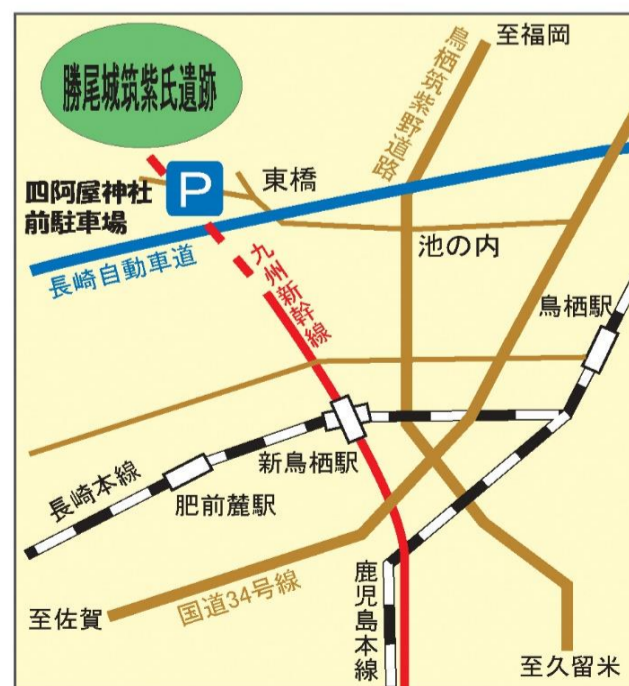 至福岡
勝尾城筑紫氏遺跡
鳥栖筑紫野道路
P
東橋
四阿屋神社
前駐車場
池の内
長崎自動車道
九州新幹線
鳥栖駅
新鳥栖駅
長崎本線
肥前麓駅
国道34号線
鹿児島本線
至佐賀
至久留米